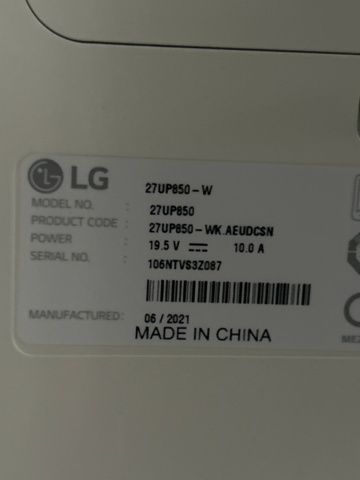 LG 27UP850-W
MODEL NO. : 27UP850
PRODUCT CODE : 27UP850-WK.AEUDCSN
POWER : 19.5 V ⎓ 10.0 A
SERIAL NO. : 106NTVS3Z087
MANUFACTURED: 06 / 2021
MADE IN CHINA